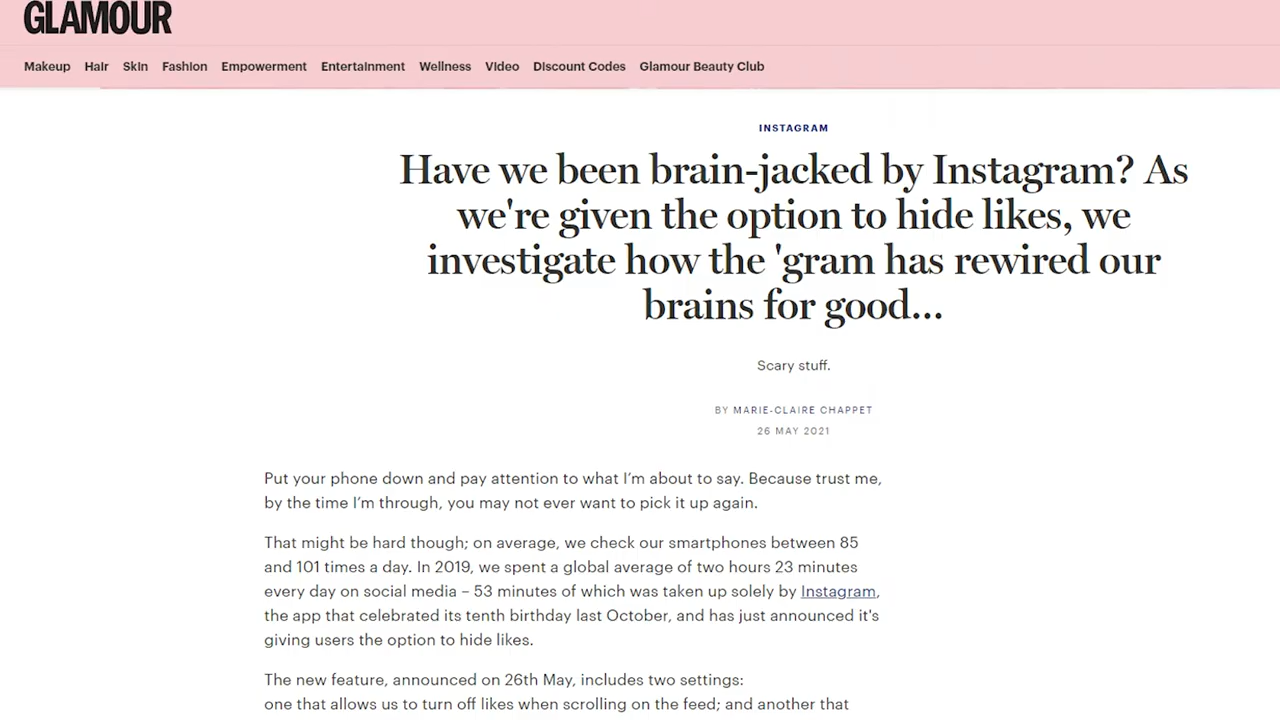 GLAMOUR
Makeup Hair Skin Fashion Empowerment Entertainment Wellness Video Discount Codes Glamour Beauty Club
INSTAGRAM
Have we been brain-jacked by Instagram? As
we're given the option to hide likes, we
investigate how the 'gram has rewired our
brains for good...
Scary stuff.
BY MARIE-CLAIRE CHAPPET
26 MAY 2021
Put your phone down and pay attention to what I'm about to say. Because trust me,
by the time I'm through, you may not ever want to pick it up again.
That might be hard though; on average, we check our smartphones between 85
and 101 times a day. In 2019, we spent a global average of two hours 23 minutes
every day on social media – 53 minutes of which was taken up solely by Instagram,
the app that celebrated its tenth birthday last October, and has just announced it's
giving users the option to hide likes.
The new feature, announced on 26th May, includes two settings:
one that allows us to turn off likes when scrolling on the feed; and another that